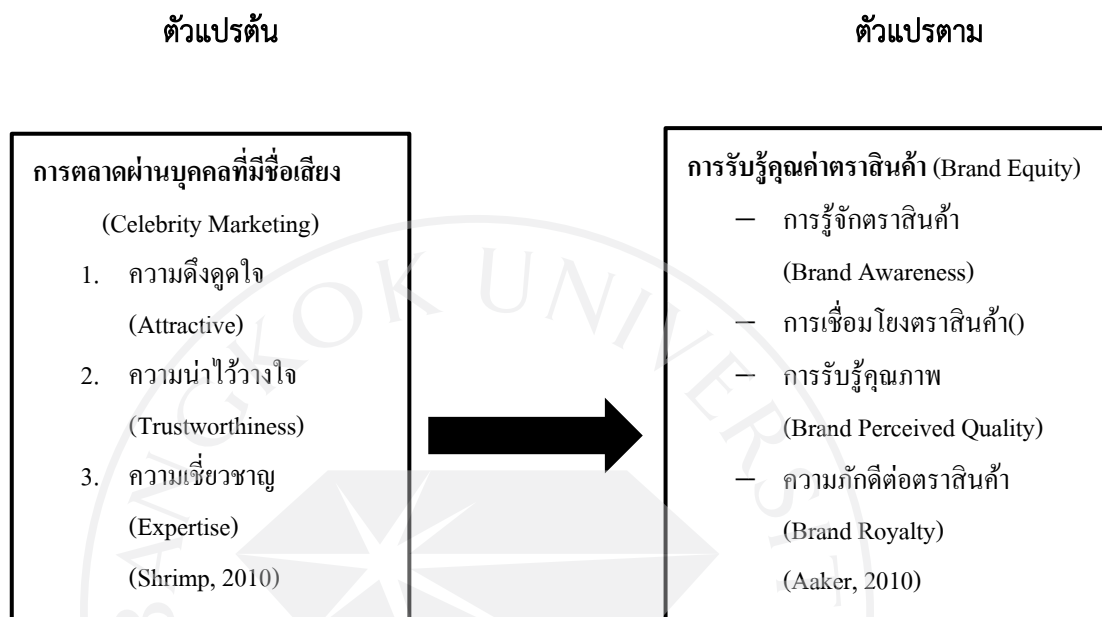 ตัวแปรต้น
ตัวแปรตาม
การตลาดผ่านบุคคลที่มีชื่อเสียง
(Celebrity Marketing)
1. ความดึงดูดใจ
(Attractive)
2. ความน่าไว้วางใจ
(Trustworthiness)
3. ความเชี่ยวชาญ
(Expertise)
(Shrimp, 2010)
การรับรู้คุณค่าตราสินค้า (Brand Equity)
– การรู้จักตราสินค้า
(Brand Awareness)
– การเชื่อมโยงตราสินค้า()
– การรับรู้คุณภาพ
(Brand Perceived Quality)
– ความภักดีต่อตราสินค้า
(Brand Royalty)
(Aaker, 2010)
BANGKOK UNIVERSIT